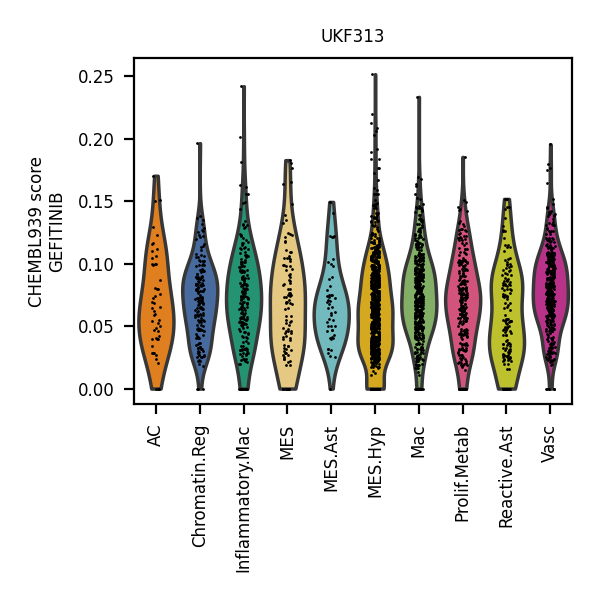 UKF313
CHEMBL939 score
GEFITINIB
0.25
0.20
0.15
0.10
0.05
0.00
AC
Chromatin.Reg
Inflammatory.Mac
MES
MES.Ast
MES.Hyp
Mac
Prolif.Metab
Reactive.Ast
Vasc